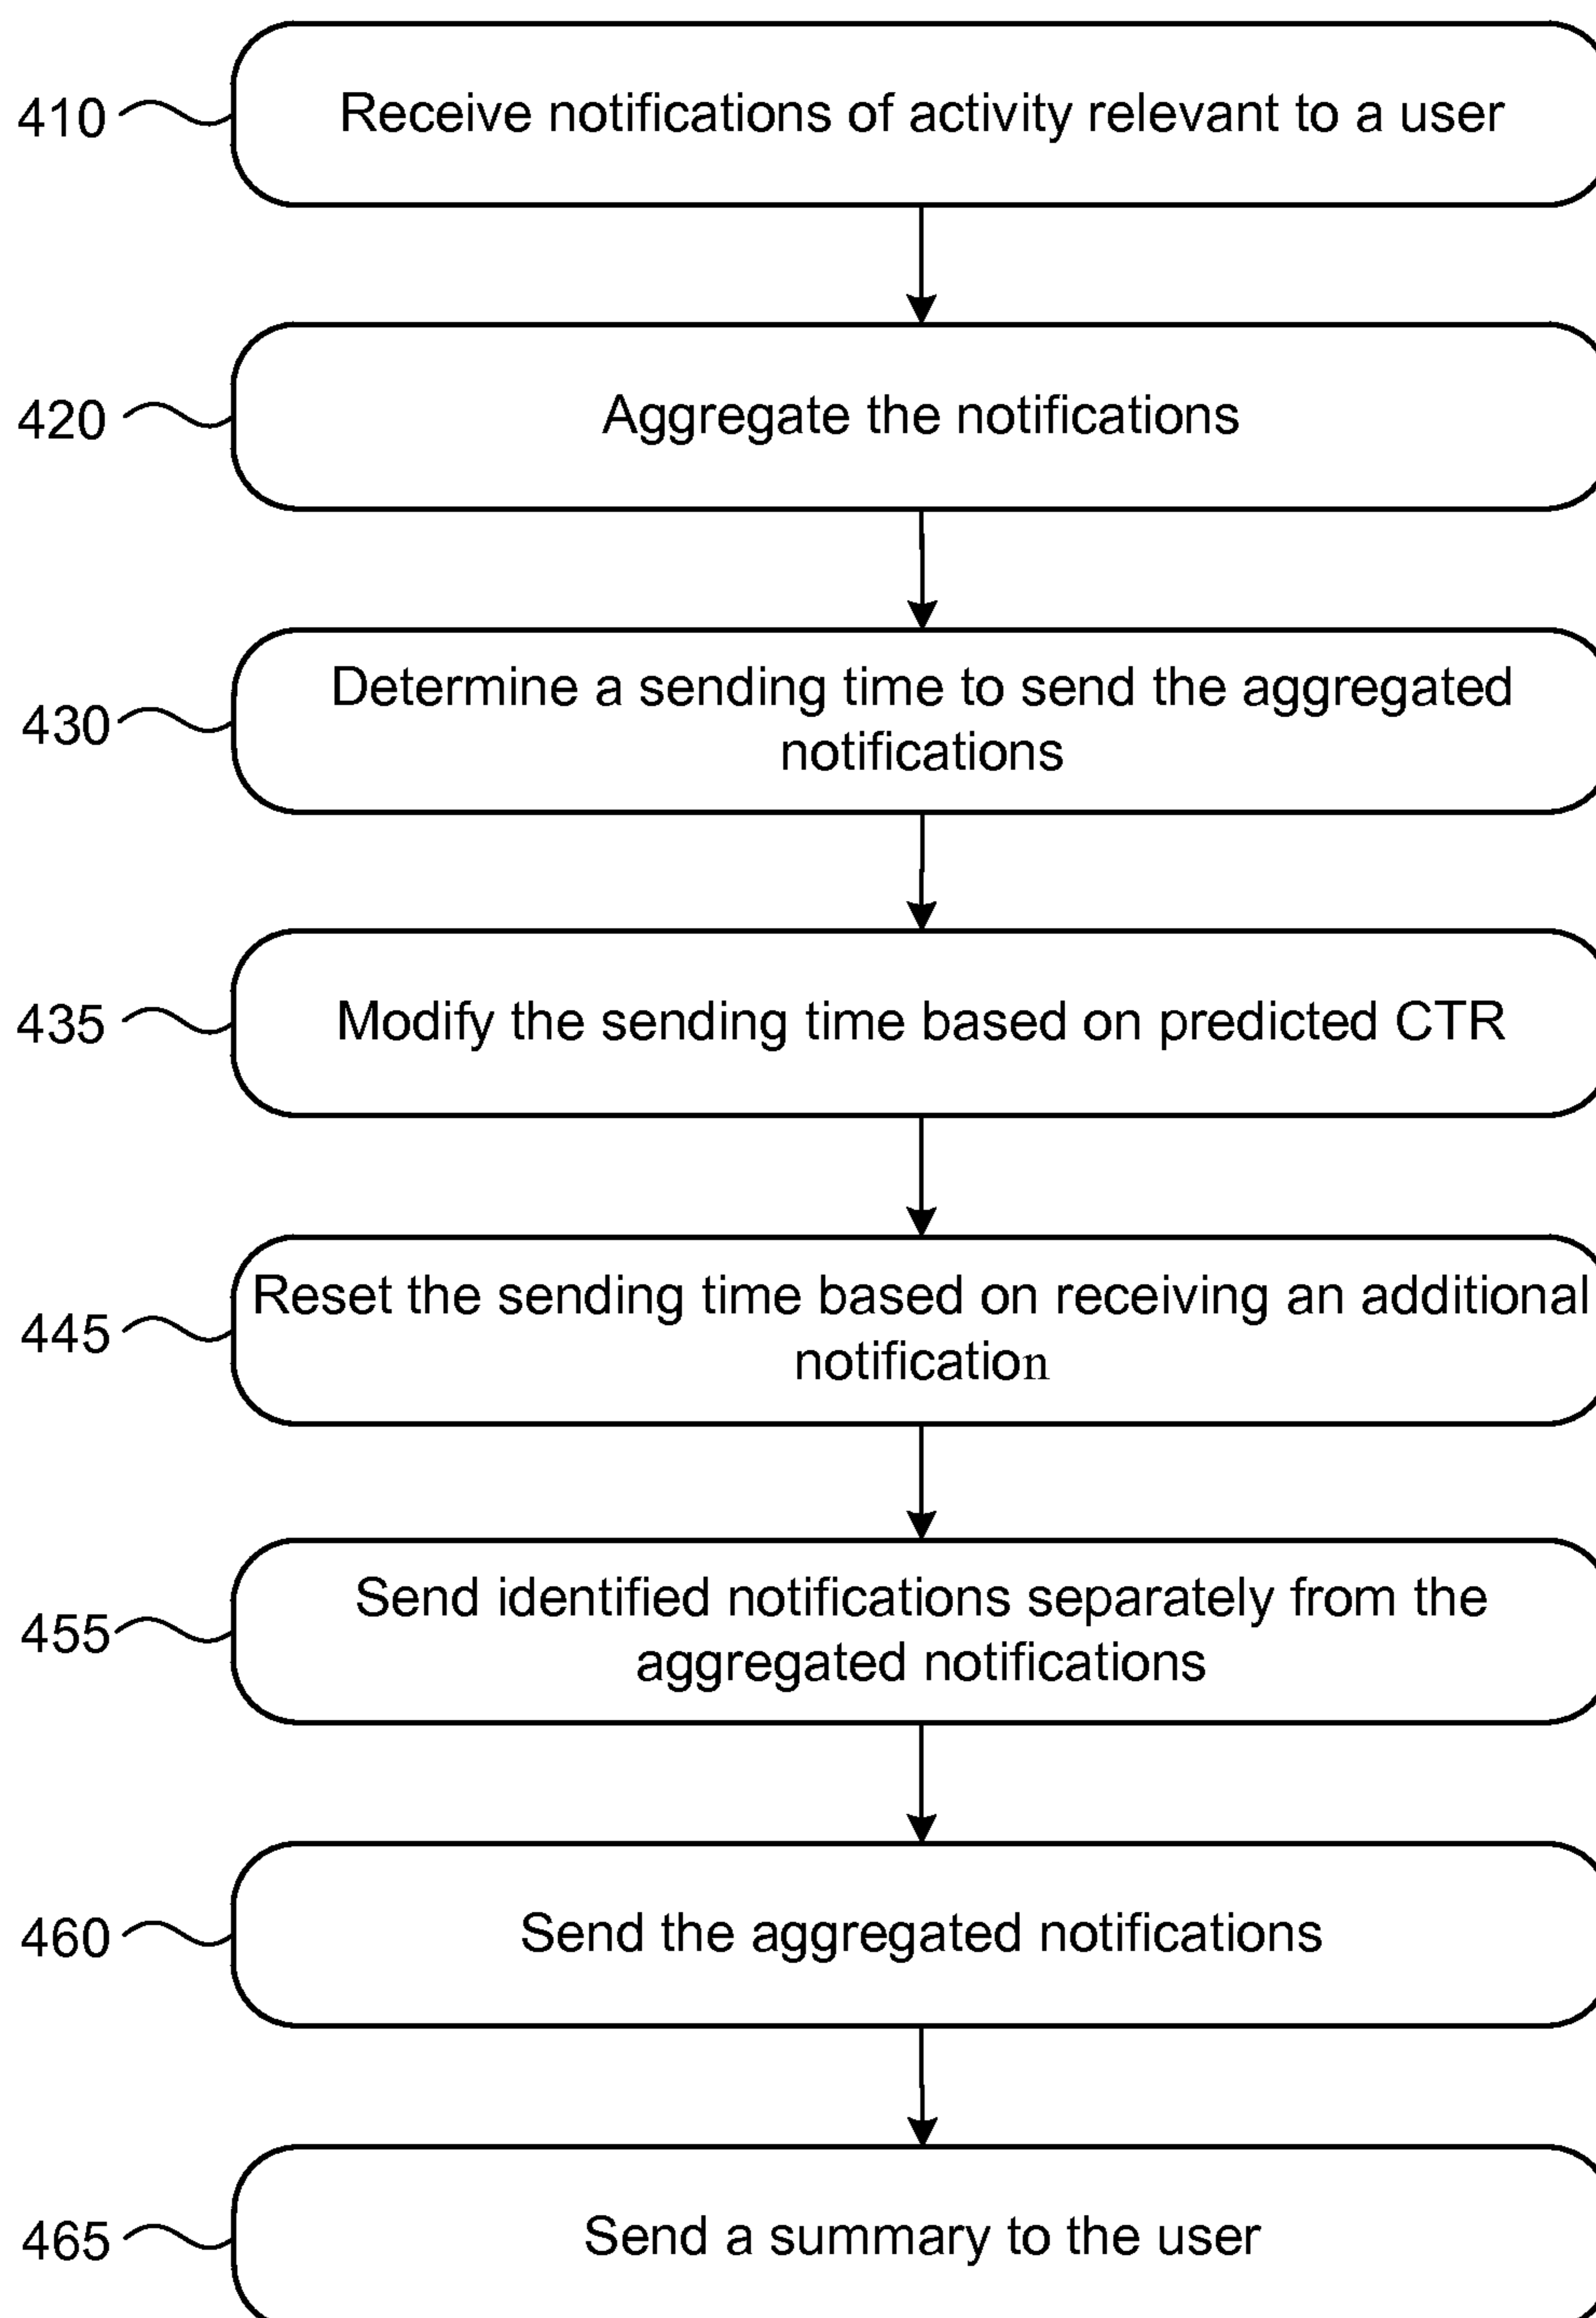 410
Receive notifications of activity relevant to a user
420
Aggregate the notifications
430
Determine a sending time to send the aggregated
notifications
435
Modify the sending time based on predicted CTR
445
Reset the sending time based on receiving an additional
notification
455
Send identified notifications separately from the
aggregated notifications
460
Send the aggregated notifications
465
Send a summary to the user